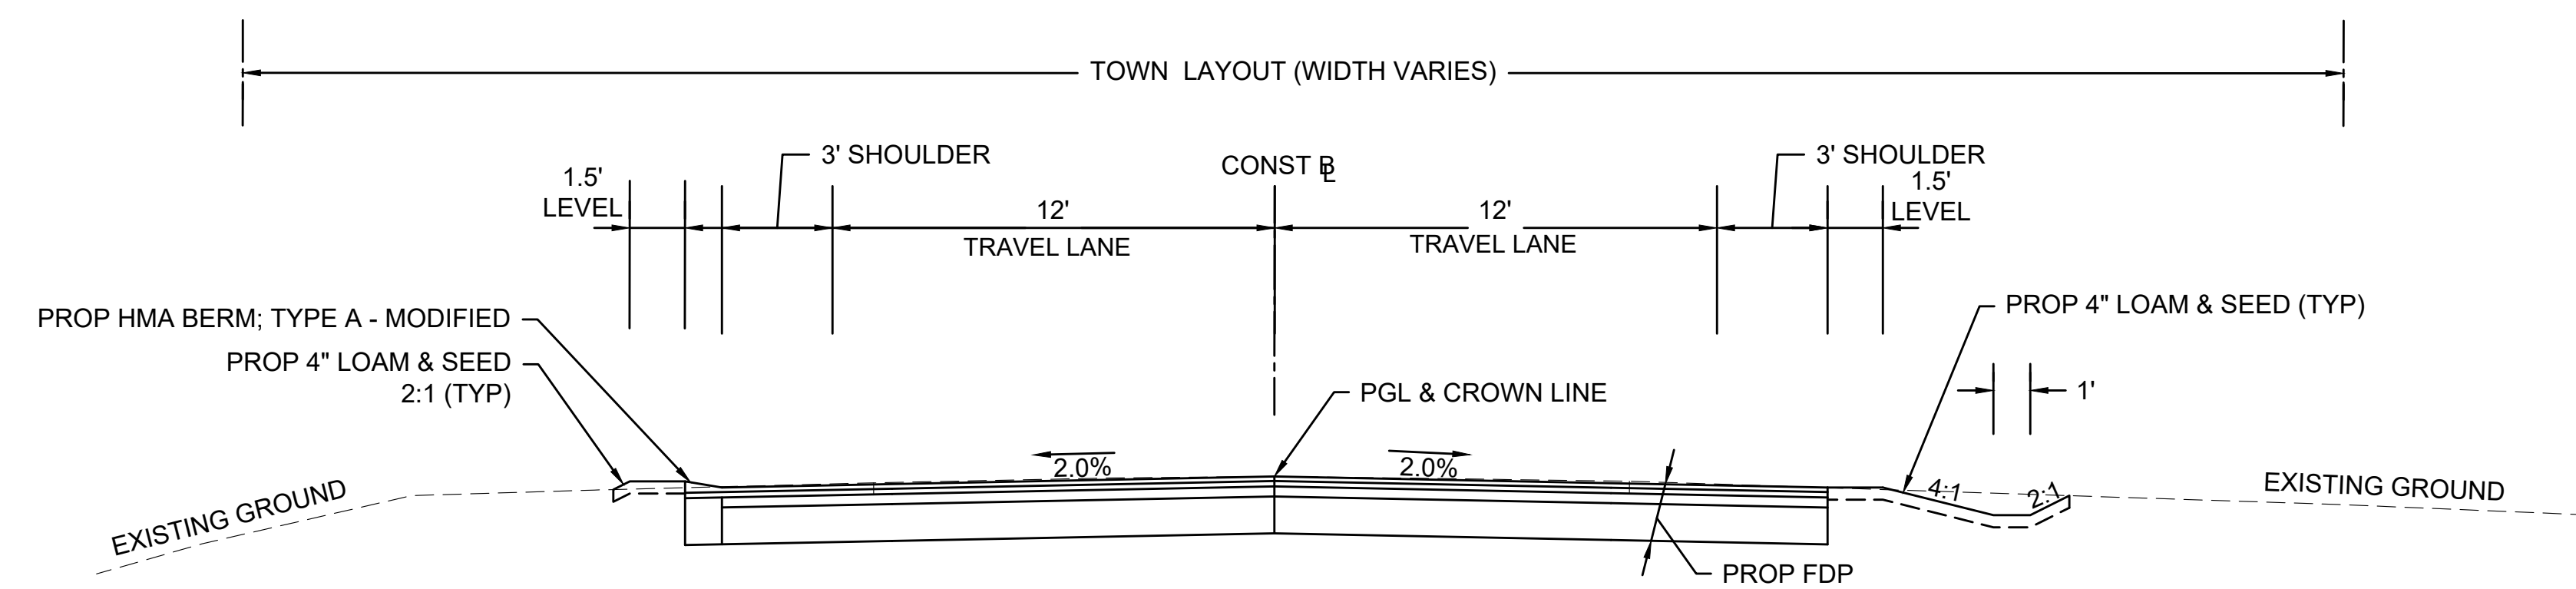 TOWN LAYOUT (WIDTH VARIES)
3' SHOULDER
CONST BL
3' SHOULDER
1.5'
LEVEL
12'
TRAVEL LANE
12'
TRAVEL LANE
1.5'
LEVEL
PROP HMA BERM; TYPE A - MODIFIED
PROP 4" LOAM & SEED
2:1 (TYP)
PROP 4" LOAM & SEED (TYP)
1'
PGL & CROWN LINE
2.0%
2.0%
4:1
2:1
EXISTING GROUND
EXISTING GROUND
PROP FDP